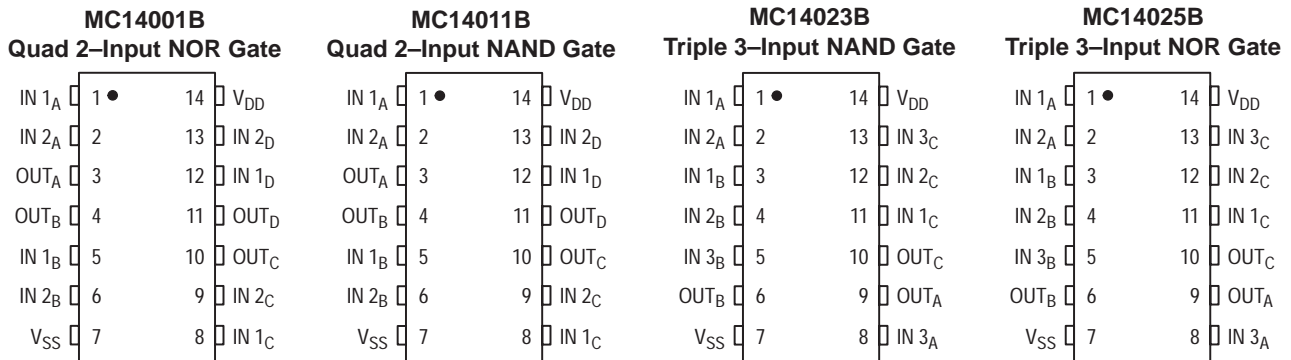 MC14001B
Quad 2–Input NOR Gate
IN 1A 1 14 VDD
IN 2A 2 13 IN 2D
OUTA 3 12 IN 1D
OUTB 4 11 OUTD
IN 1B 5 10 OUTC
IN 2B 6 9 IN 2C
VSS 7 8 IN 1C
MC14011B
Quad 2–Input NAND Gate
IN 1A 1 14 VDD
IN 2A 2 13 IN 2D
OUTA 3 12 IN 1D
OUTB 4 11 OUTD
IN 1B 5 10 OUTC
IN 2B 6 9 IN 2C
VSS 7 8 IN 1C
MC14023B
Triple 3–Input NAND Gate
IN 1A 1 14 VDD
IN 2A 2 13 IN 3C
IN 1B 3 12 IN 2C
IN 2B 4 11 IN 1C
IN 3B 5 10 OUTC
OUTB 6 9 OUTA
VSS 7 8 IN 3A
MC14025B
Triple 3–Input NOR Gate
IN 1A 1 14 VDD
IN 2A 2 13 IN 3C
IN 1B 3 12 IN 2C
IN 2B 4 11 IN 1C
IN 3B 5 10 OUTC
OUTB 6 9 OUTA
VSS 7 8 IN 3A